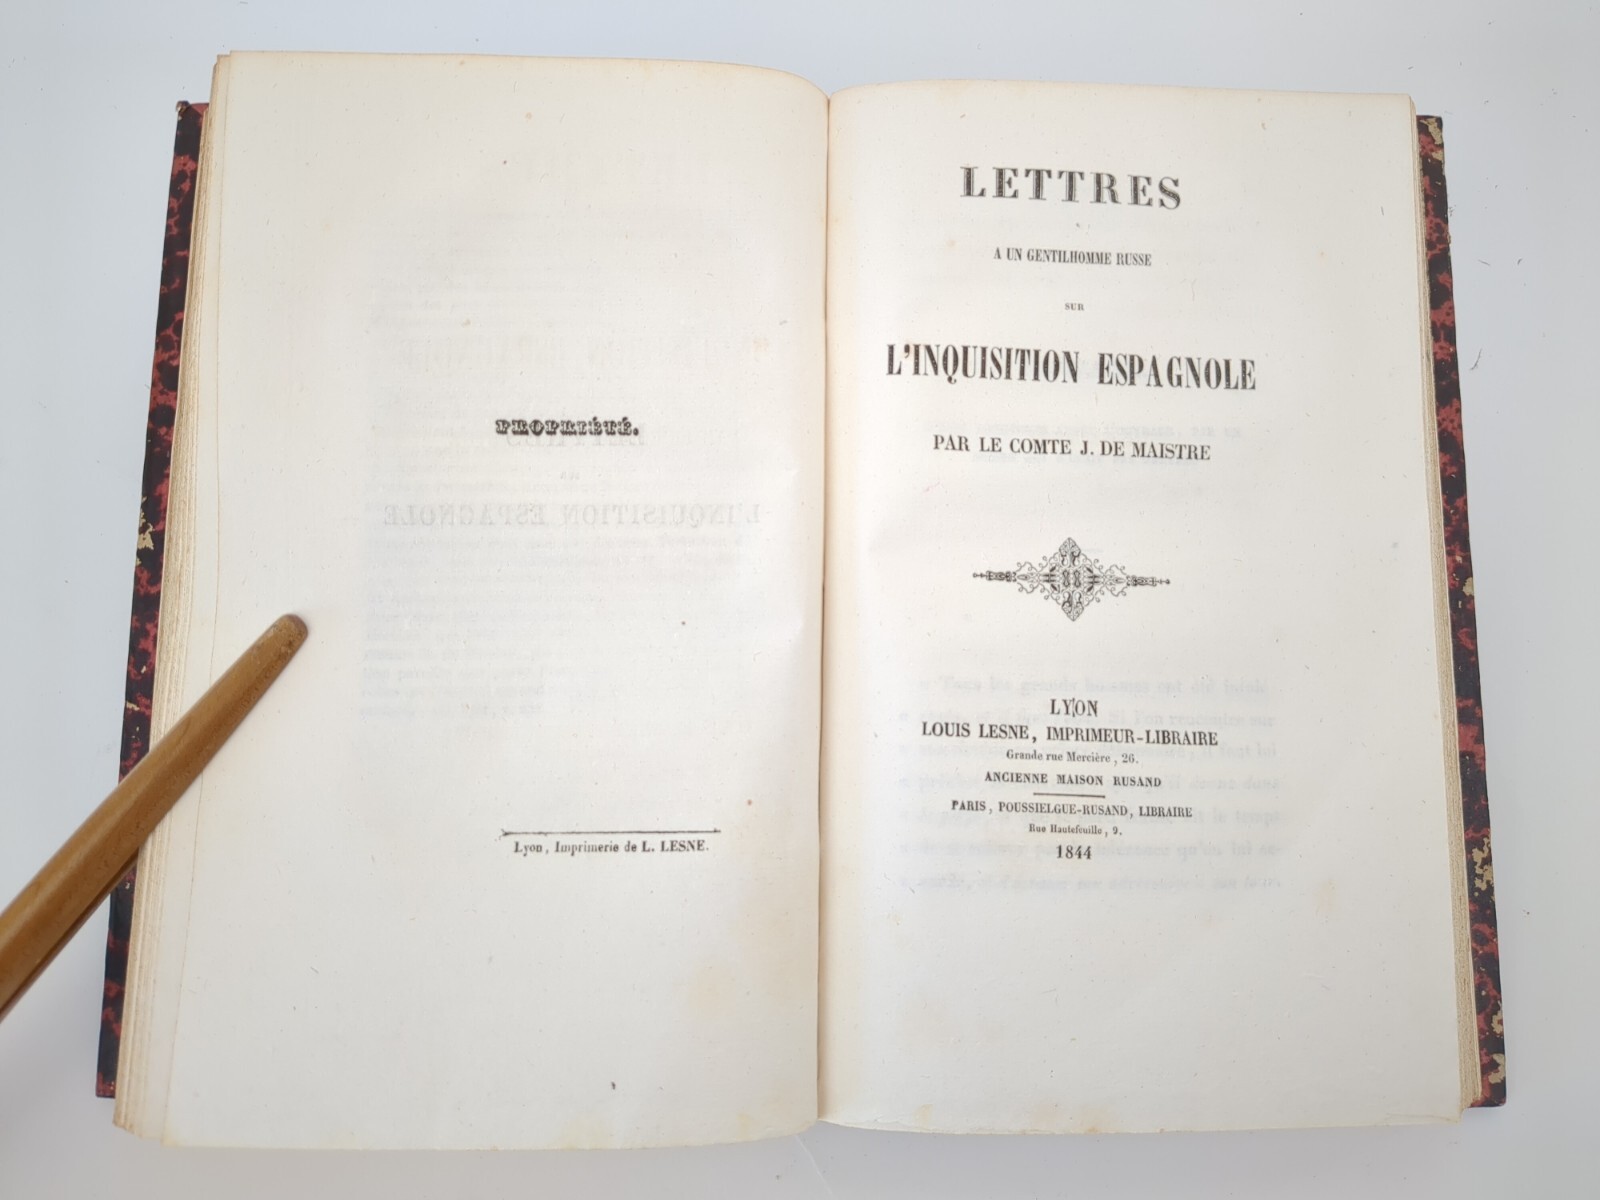 PROPRIÉTÉ.
Lyon, Imprimerie de L. LESNE.
LETTRES
A UN GENTILHOMME RUSSE
SUR
L'INQUISITION ESPAGNOLE
PAR LE COMTE J. DE MAISTRE
LYON
LOUIS LESNE, IMPRIMEUR-LIBRAIRE
Grande rue Mercière, 26.
ANCIENNE MAISON RUSAND
PARIS, POUSSIELGUE-RUSAND, LIBRAIRE
Rue Hautefeuille, 9.
1844